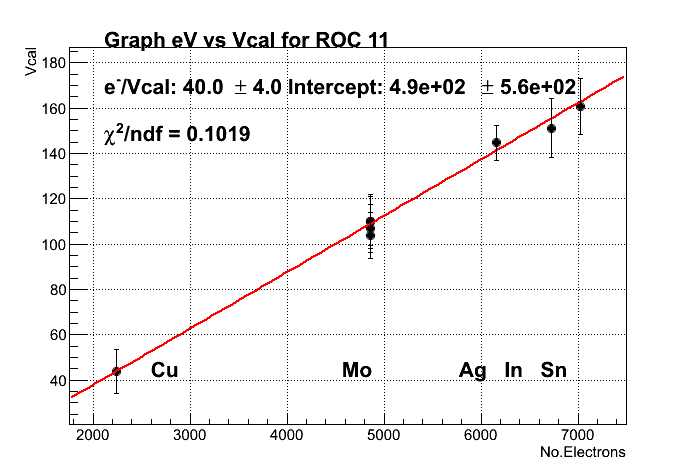 Graph eV vs Vcal for ROC 11
Vcal
e-/Vcal: 40.0 ± 4.0 Intercept: 4.9e+02 ± 5.6e+02
χ2/ndf = 0.1019
180
160
140
120
100
80
60
40
Cu Mo Ag In Sn
2000 3000 4000 5000 6000 7000
No.Electrons